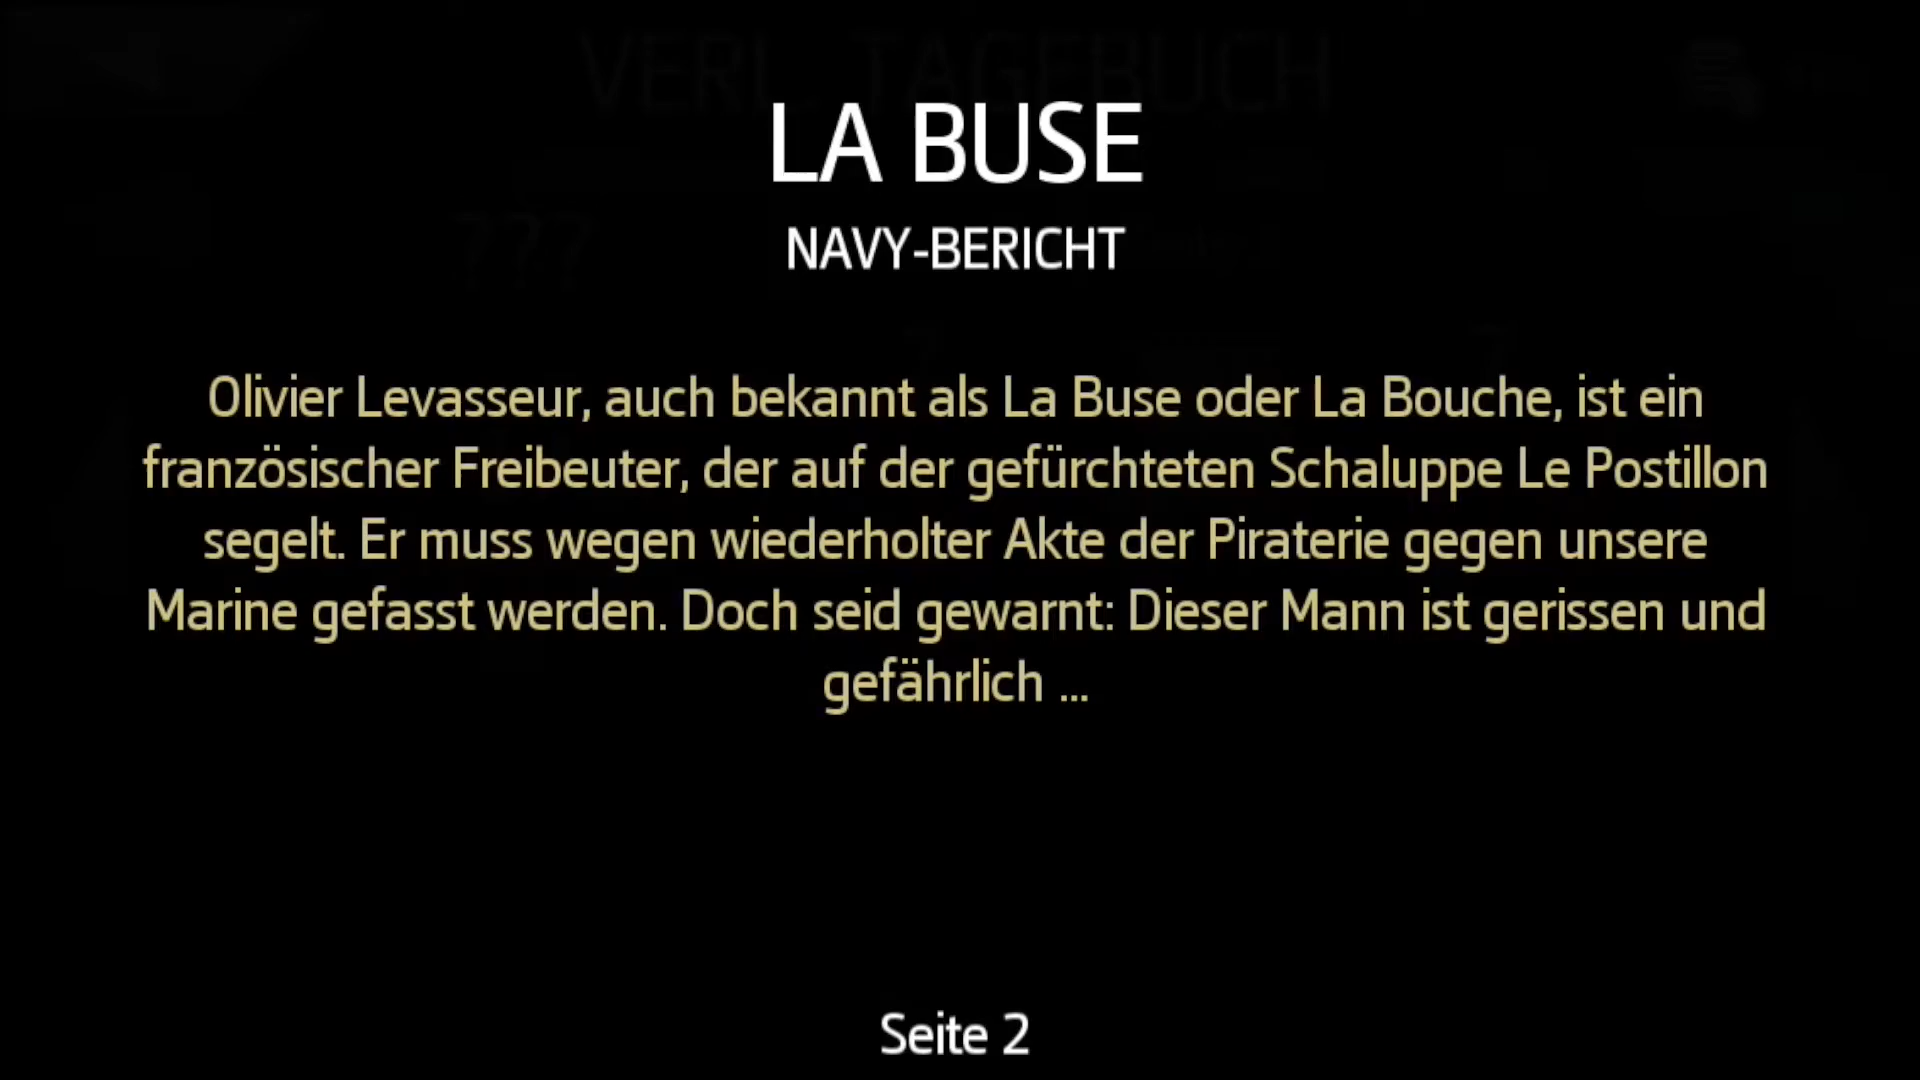 VERL. TAGEBUCH
LA BUSE
???
NAVY-BERICHT
Olivier Levasseur, auch bekannt als La Buse oder La Bouche, ist ein
französischer Freibeuter, der auf der gefürchteten Schaluppe Le Postillon
segelt. Er muss wegen wiederholter Akte der Piraterie gegen unsere
Marine gefasst werden. Doch seid gewarnt: Dieser Mann ist gerissen und
gefährlich ...
Seite 2